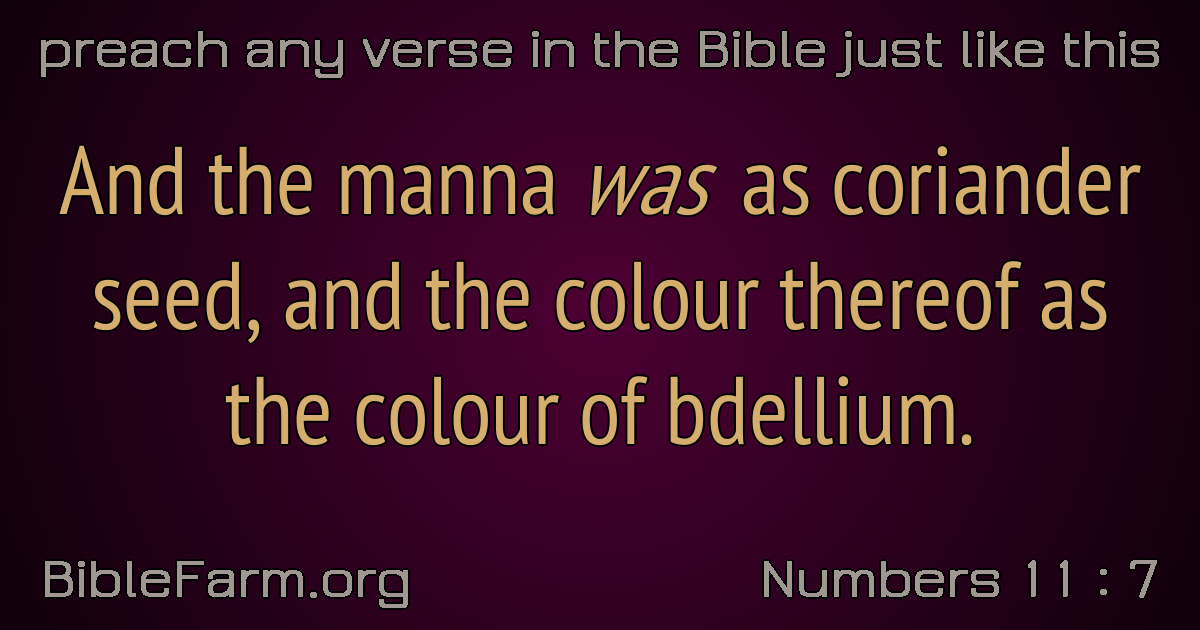 preach any verse in the Bible just like this
And the manna was as coriander
seed, and the colour thereof as
the colour of bdellium.
BibleFarm.org
Numbers 11 : 7